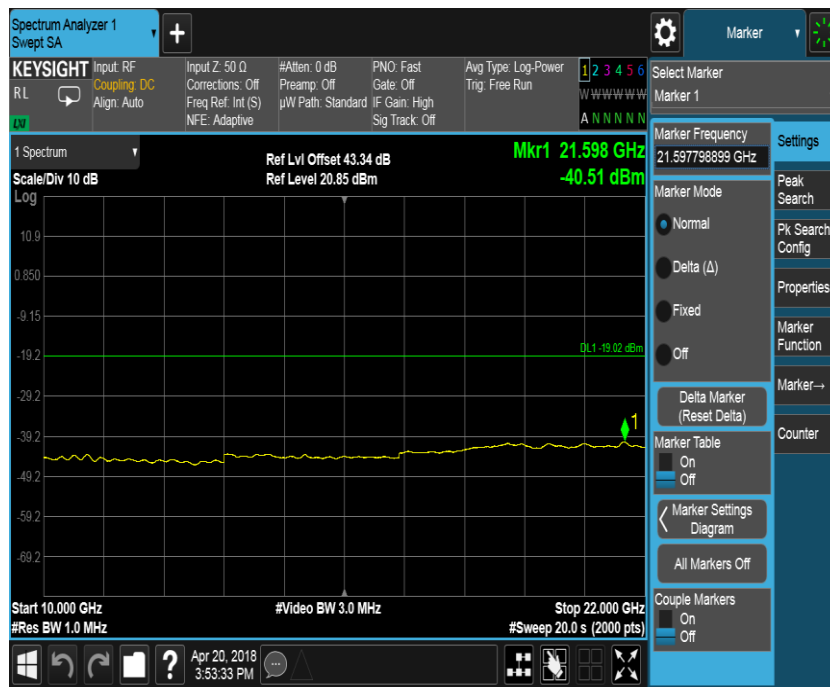 Spectrum Analyzer 1
Swept SA
+
Marker
KEYSIGHT
RL
LXI
Input: RF
Coupling: DC
Align: Auto
Input Z: 50 Ω
Corrections: Off
Freq Ref: Int (S)
NFE: Adaptive
#Atten: 0 dB
Preamp: Off
µW Path: Standard
PNO: Fast
Gate: Off
IF Gain: High
Sig Track: Off
Avg Type: Log-Power
Trig: Free Run
1 2 3 4 5 6
W W W W W W
A N N N N N
Select Marker
Marker 1
1 Spectrum
Scale/Div 10 dB
Log
Ref Lvl Offset 43.34 dB
Ref Level 20.85 dBm
Mkr1 21.598 GHz
-40.51 dBm
10.9
0.850
-9.15
-19.2
-29.2
-39.2
-49.2
-59.2
-69.2
DL1 -19.02 dBm
1
Start 10.000 GHz
#Res BW 1.0 MHz
#Video BW 3.0 MHz
Stop 22.000 GHz
#Sweep 20.0 s (2000 pts)
Marker Frequency
21.597798899 GHz
Marker Mode
Normal
Delta (Δ)
Fixed
Off
Delta Marker
(Reset Delta)
Marker Table
On
Off
Marker Settings
Diagram
All Markers Off
Couple Markers
On
Off
Settings
Peak
Search
Pk Search
Config
Properties
Marker
Function
Marker→
Counter
?
Apr 20, 2018
3:53:33 PM